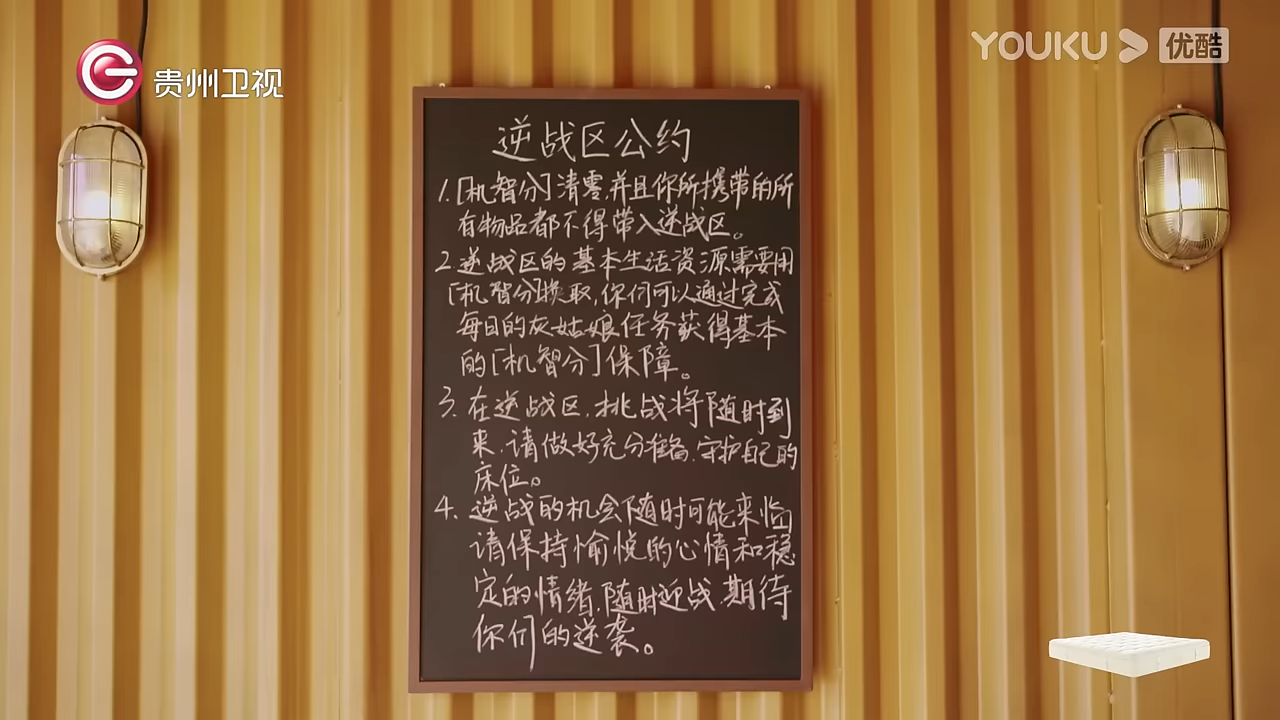 贵州卫视
YOUKU 优酷
逆战区公约
1.[机智分]清零,并且你所携带的所
有物品都不得带入逆战区。
2.逆战区的基本生活资源需要用
[机智分]换取,你们可以通过完成
每日的灰姑娘任务获得基本
的[机智分]保障。
3.在逆战区,挑战将随时到
来,请做好充分准备,守护自己的
床位。
4.逆战的机会随时可能来临
请保持愉悦的心情和稳
定的情绪,随时迎战,期待
你们的逆袭。